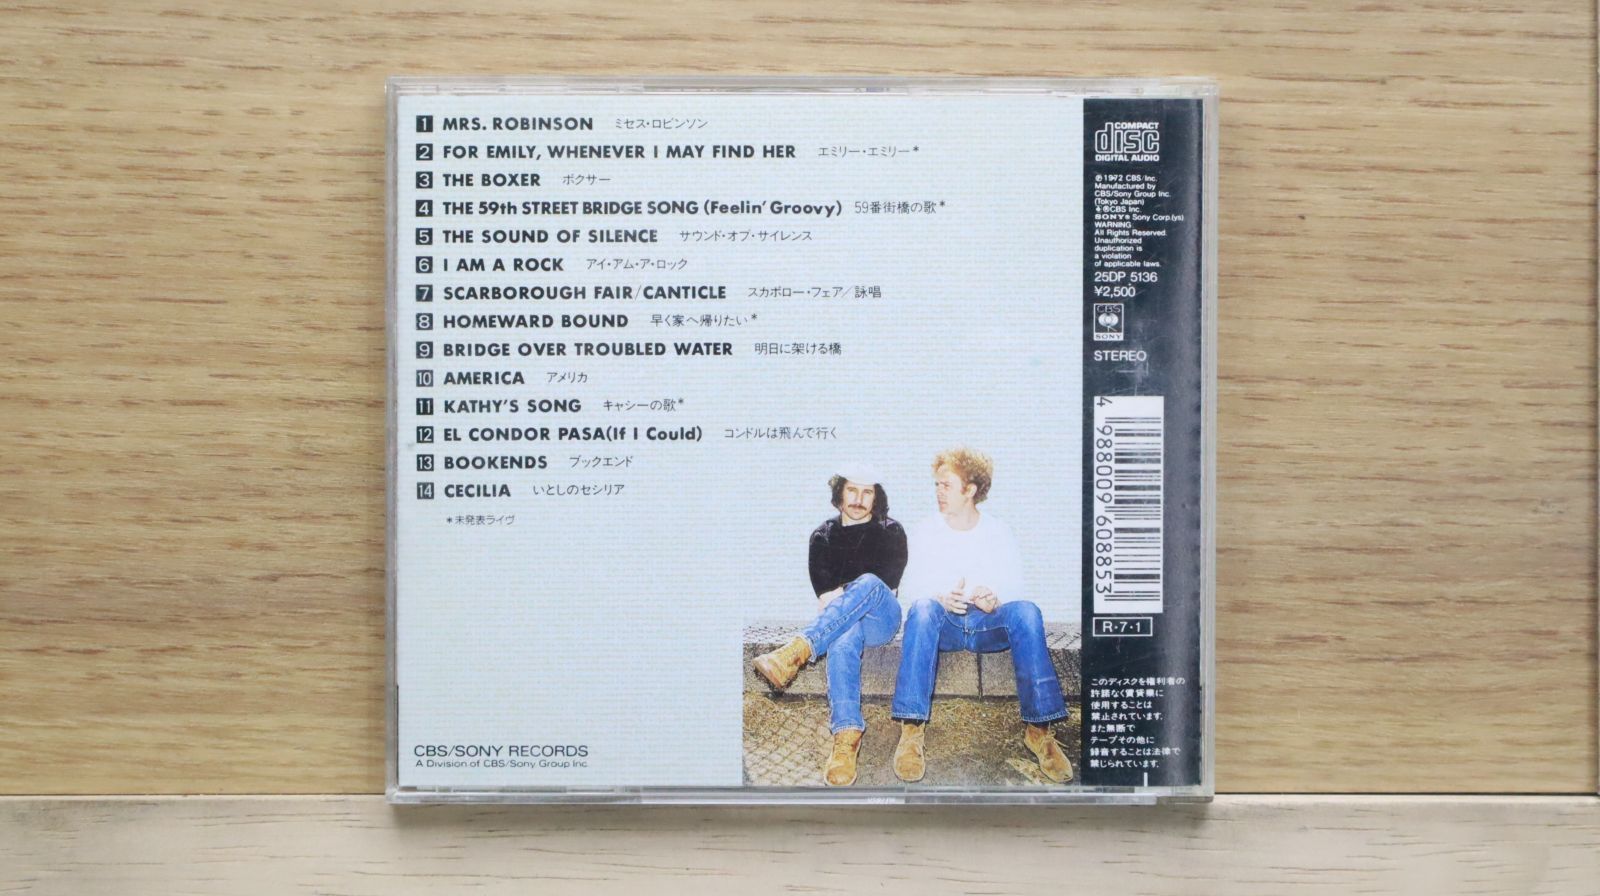 1 MRS. ROBINSON ミセス・ロビンソン
2 FOR EMILY, WHENEVER I MAY FIND HER エミリー・エミリー*
3 THE BOXER ボクサー
4 THE 59th STREET BRIDGE SONG (Feelin' Groovy) 59番街橋の歌*
5 THE SOUND OF SILENCE サウンド・オブ・サイレンス
6 I AM A ROCK アイ・アム・ア・ロック
7 SCARBOROUGH FAIR/CANTICLE スカボロー・フェア/詠唱
8 HOMEWARD BOUND 早く家へ帰りたい*
9 BRIDGE OVER TROUBLED WATER 明日に架ける橋
10 AMERICA アメリカ
11 KATHY'S SONG キャシーの歌*
12 EL CONDOR PASA(If I Could) コンドルは飛んで行く
13 BOOKENDS ブックエンド
14 CECILIA いとしのセシリア
*未発表ライヴ
CBS/SONY RECORDS
A Division of CBS/Sony Group Inc.
COMPACT
disc
DIGITAL AUDIO
℗1972 CBS/Inc.
Manufactured by
CBS/Sony Group Inc.
(Tokyo Japan)
CBS Inc.
SONY® Sony Corp.(ys)
WARNING
All Rights Reserved.
Unauthorized
duplication is
a violation
of applicable laws.
25DP 5136
¥2,500
CBS
SONY
STEREO
4 988009 608853
R・7・1
このディスクを権利者の
許諾なく賃貸業に
使用することは
禁止されています。
また無断で
テープその他に
録音することは法律で
禁じられています。